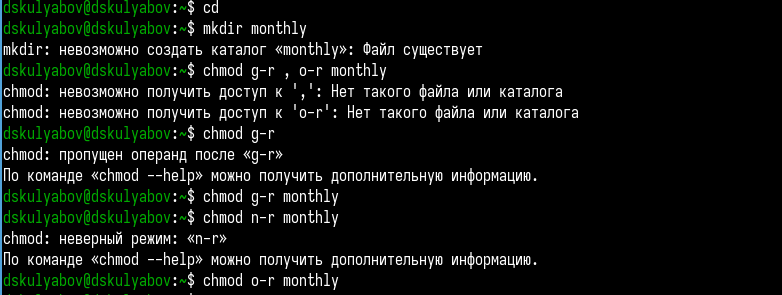 dskulyabov@dskulyabov:~$ cd
dskulyabov@dskulyabov:~$ mkdir monthly
mkdir: невозможно создать каталог «monthly»: Файл существует
dskulyabov@dskulyabov:~$ chmod g-r , o-r monthly
chmod: невозможно получить доступ к ',': Нет такого файла или каталога
chmod: невозможно получить доступ к 'o-r': Нет такого файла или каталога
dskulyabov@dskulyabov:~$ chmod g-r
chmod: пропущен операнд после «g-r»
По команде «chmod --help» можно получить дополнительную информацию.
dskulyabov@dskulyabov:~$ chmod g-r monthly
dskulyabov@dskulyabov:~$ chmod n-r monthly
chmod: неверный режим: «n-r»
По команде «chmod --help» можно получить дополнительную информацию.
dskulyabov@dskulyabov:~$ chmod o-r monthly